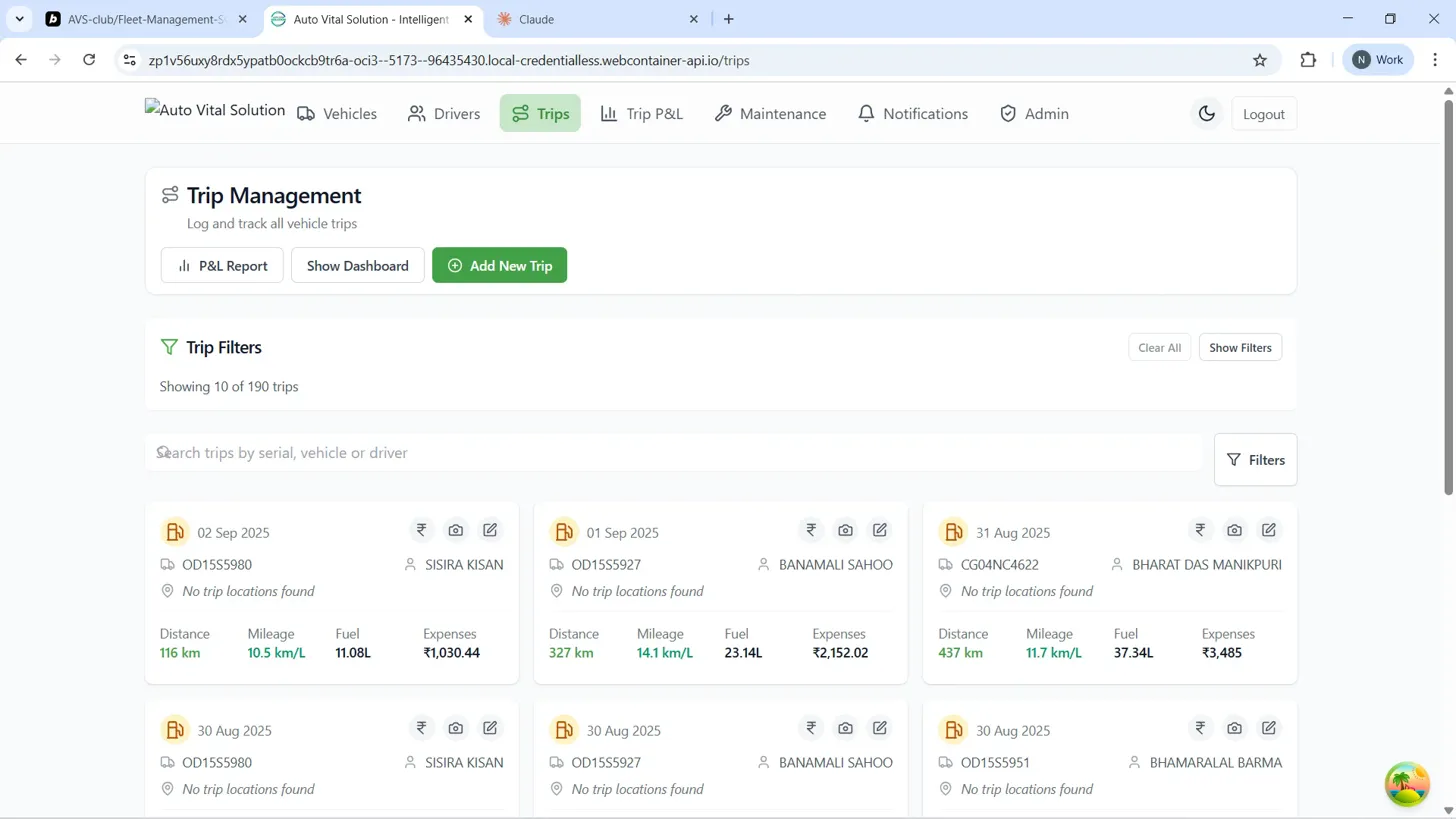 AVS-club/Fleet-Management-S
Auto Vital Solution - Intelligent
Claude
zp1v56uxy8rdx5ypatb0ockcb9tr6a-oci3--5173--96435430.local-credentialless.webcontainer-api.io/trips
N Work
Auto Vital Solution
Vehicles
Drivers
Trips
Trip P&L
Maintenance
Notifications
Admin
Logout
Trip Management
Log and track all vehicle trips
P&L Report
Show Dashboard
Add New Trip
Trip Filters
Clear All
Show Filters
Showing 10 of 190 trips
Search trips by serial, vehicle or driver
Filters
02 Sep 2025
₹
OD15S5980
SISIRA KISAN
No trip locations found
Distance Mileage Fuel Expenses
116 km 10.5 km/L 11.08L ₹1,030.44
01 Sep 2025
₹
OD15S5927
BANAMALI SAHOO
No trip locations found
Distance Mileage Fuel Expenses
327 km 14.1 km/L 23.14L ₹2,152.02
31 Aug 2025
₹
CG04NC4622
BHARAT DAS MANIKPURI
No trip locations found
Distance Mileage Fuel Expenses
437 km 11.7 km/L 37.34L ₹3,485
30 Aug 2025
₹
OD15S5980
SISIRA KISAN
No trip locations found
30 Aug 2025
₹
OD15S5927
BANAMALI SAHOO
No trip locations found
30 Aug 2025
₹
OD15S5951
BHAMARALAL BARMA
No trip locations found